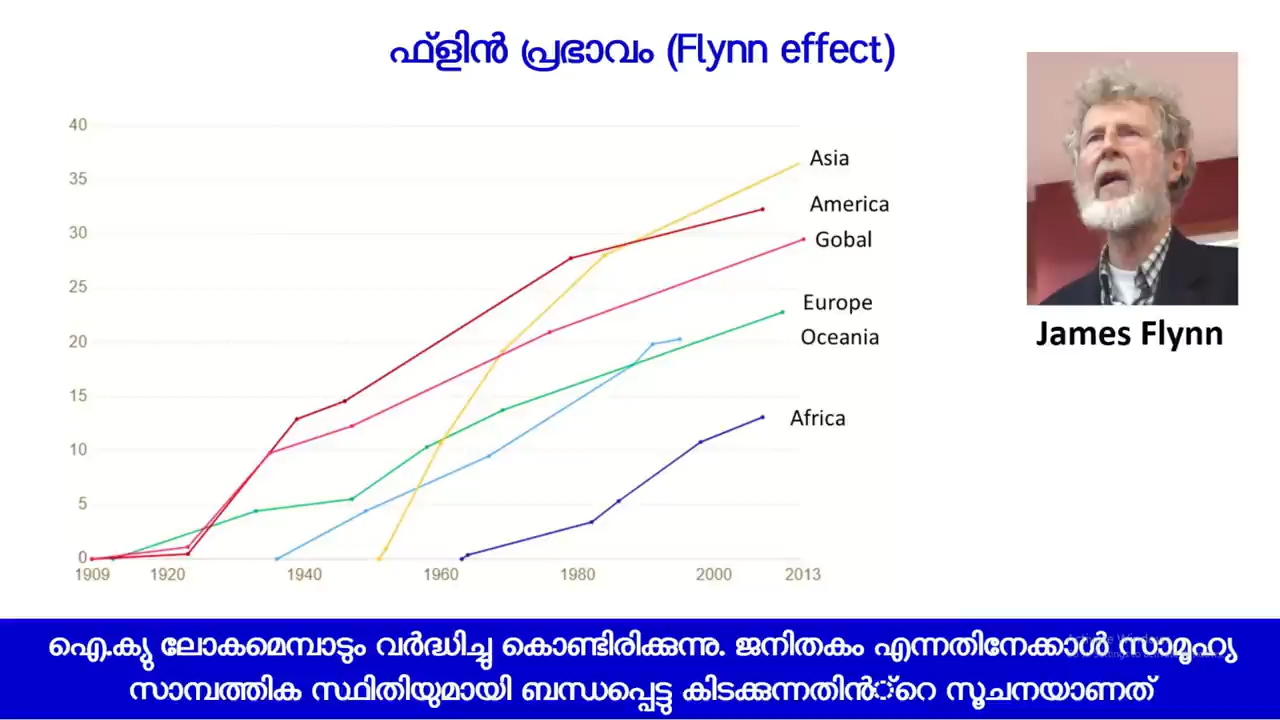 ഫ്ളിൻ പ്രഭാവം (Flynn effect)
40
35
30
25
20
15
10
5
0
1909 1920 1940 1960 1980 2000 2013
Asia
America
Gobal
Europe
Oceania
Africa
James Flynn
ഐ.ക്യു ലോകമെമ്പാടും വർദ്ധിച്ചു കൊണ്ടിരിക്കുന്നു. ജനിതകം എന്നതിനേക്കാൾ സാമൂഹ്യ
സാമ്പത്തിക സ്ഥിതിയുമായി ബന്ധപ്പെട്ടു കിടക്കുന്നതിൻ്റെ സൂചനയാണത്